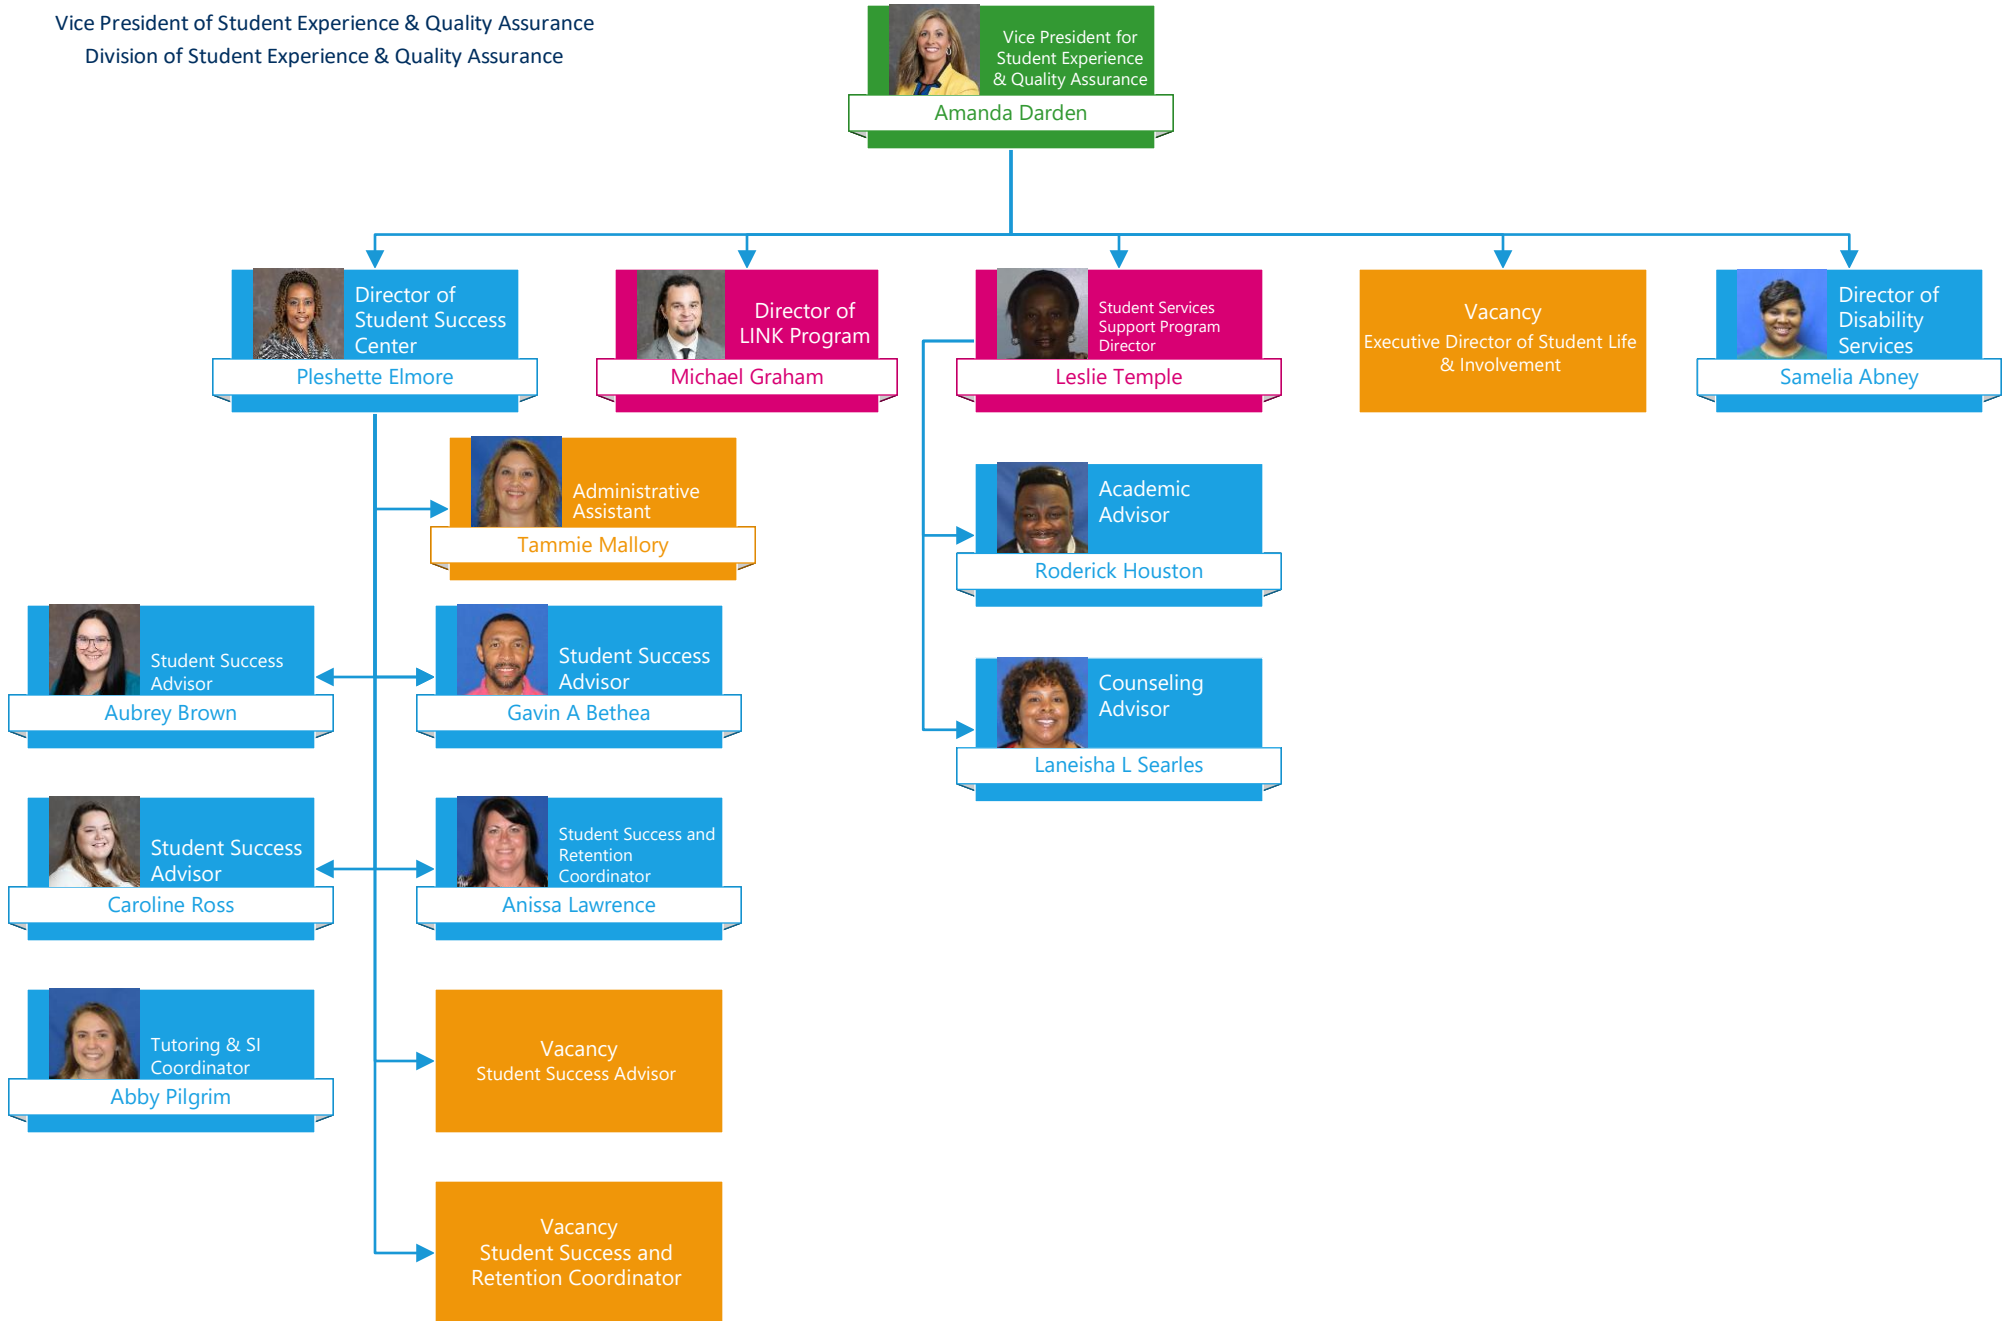 Vice President of Student Experience & Quality Assurance
Division of Student Experience & Quality Assurance
Vice President for
Student Experience
& Quality Assurance
Amanda Darden
Director of
Student Success
Center
Pleshette Elmore
Director of
LINK Program
Michael Graham
Student Services
Support Program
Director
Leslie Temple
Vacancy
Executive Director of Student Life
& Involvement
Director of
Disability
Services
Samelia Abney
Administrative
Assistant
Tammie Mallory
Academic
Advisor
Roderick Houston
Student Success
Advisor
Aubrey Brown
Student Success
Advisor
Gavin A Bethea
Counseling
Advisor
Laneisha L Searles
Student Success
Advisor
Caroline Ross
Student Success and
Retention
Coordinator
Anissa Lawrence
Tutoring & SI
Coordinator
Abby Pilgrim
Vacancy
Student Success Advisor
Vacancy
Student Success and
Retention Coordinator